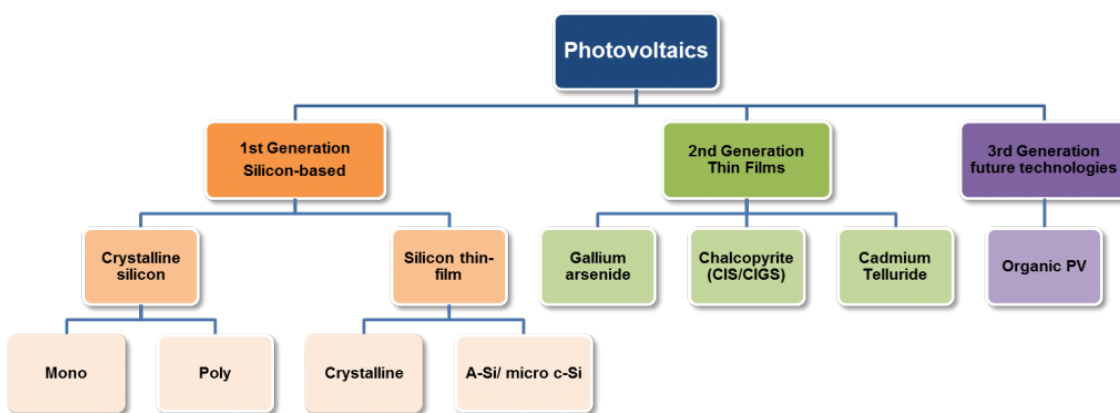 Photovoltaics
1st Generation
Silicon-based
2nd Generation
Thin Films
3rd Generation
future technologies
Crystalline
silicon
Silicon thin-
film
Gallium
arsenide
Chalcopyrite
(CIS/CIGS)
Cadmium
Telluride
Organic PV
Mono
Poly
Crystalline
A-Si/ micro c-Si